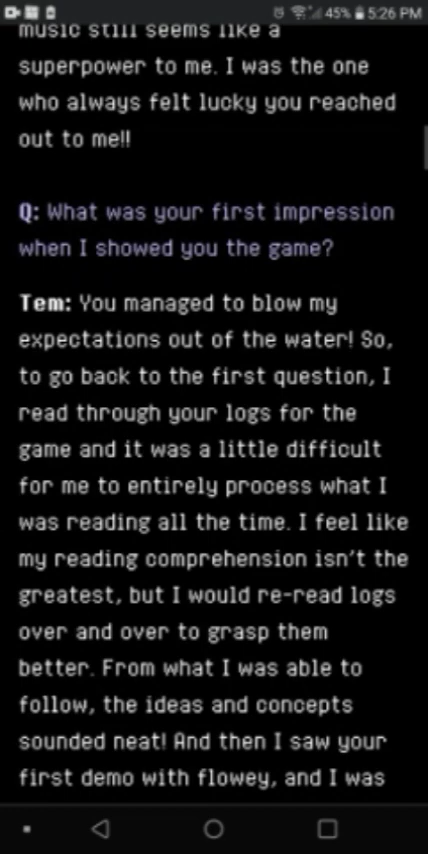 45% 5:26 PM
music still seems like a
superpower to me. I was the one
who always felt lucky you reached
out to me!!
Q: What was your first impression
when I showed you the game?
Tem: You managed to blow my
expectations out of the water! So,
to go back to the first question, I
read through your logs for the
game and it was a little difficult
for me to entirely process what I
was reading all the time. I feel like
my reading comprehension isn't the
greatest, but I would re-read logs
over and over to grasp them
better. From what I was able to
follow, the ideas and concepts
sounded neat! And then I saw your
first demo with flowey, and I was